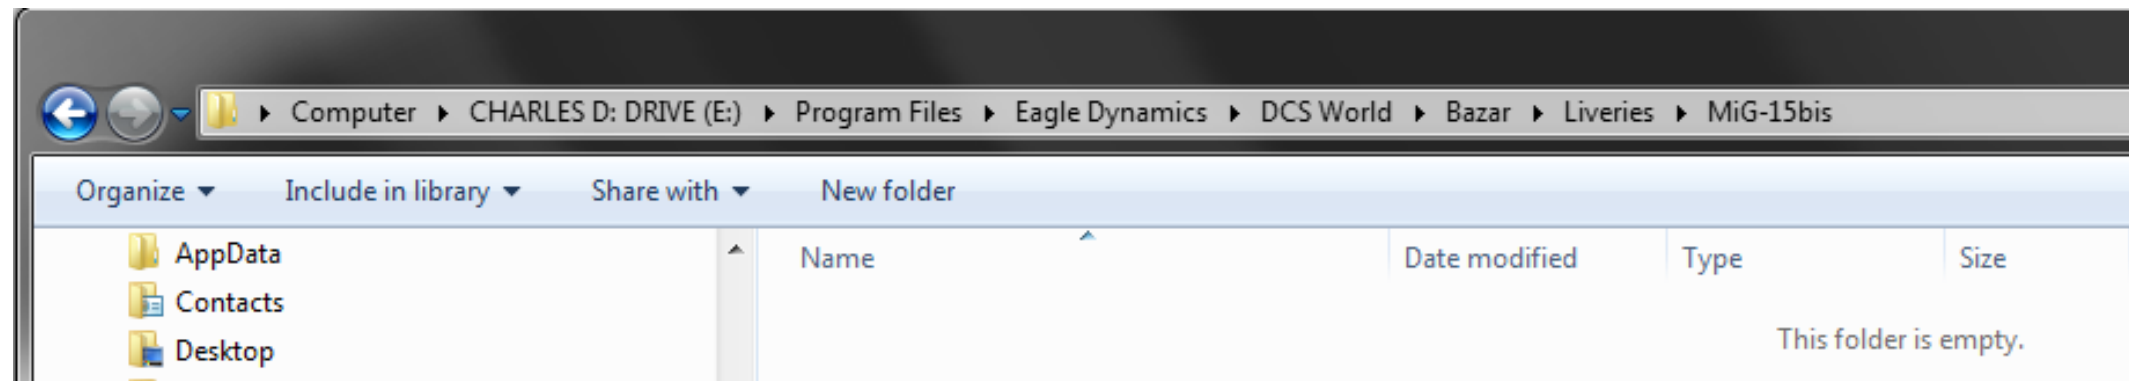 Computer CHARLES D: DRIVE (E:) Program Files Eagle Dynamics DCS World Bazar Liveries MiG-15bis
Organize Include in library Share with New folder
AppData
Contacts
Desktop
Name Date modified Type Size
This folder is empty.